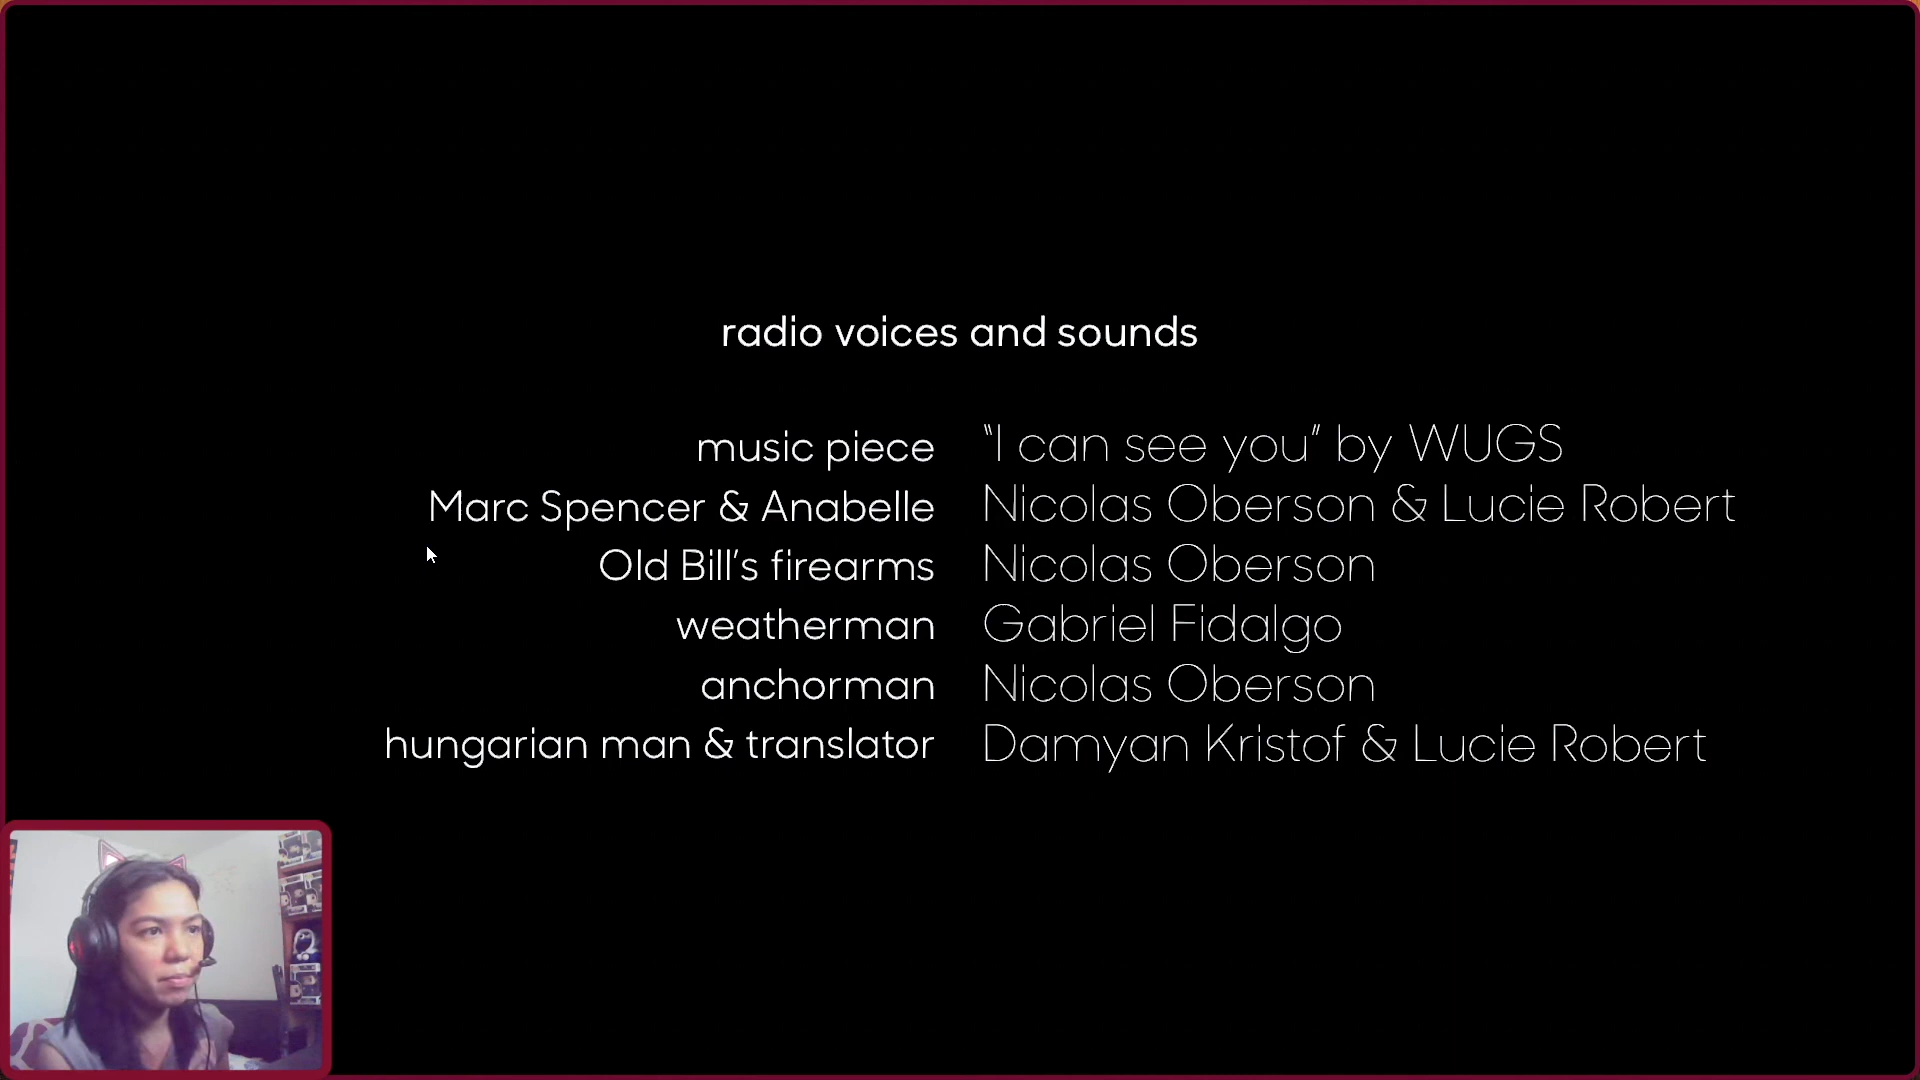 radio voices and sounds
music piece "I can see you" by WUGS
Marc Spencer & Anabelle Nicolas Oberson & Lucie Robert
Old Bill's firearms Nicolas Oberson
weatherman Gabriel Fidalgo
anchorman Nicolas Oberson
hungarian man & translator Damyan Kristof & Lucie Robert